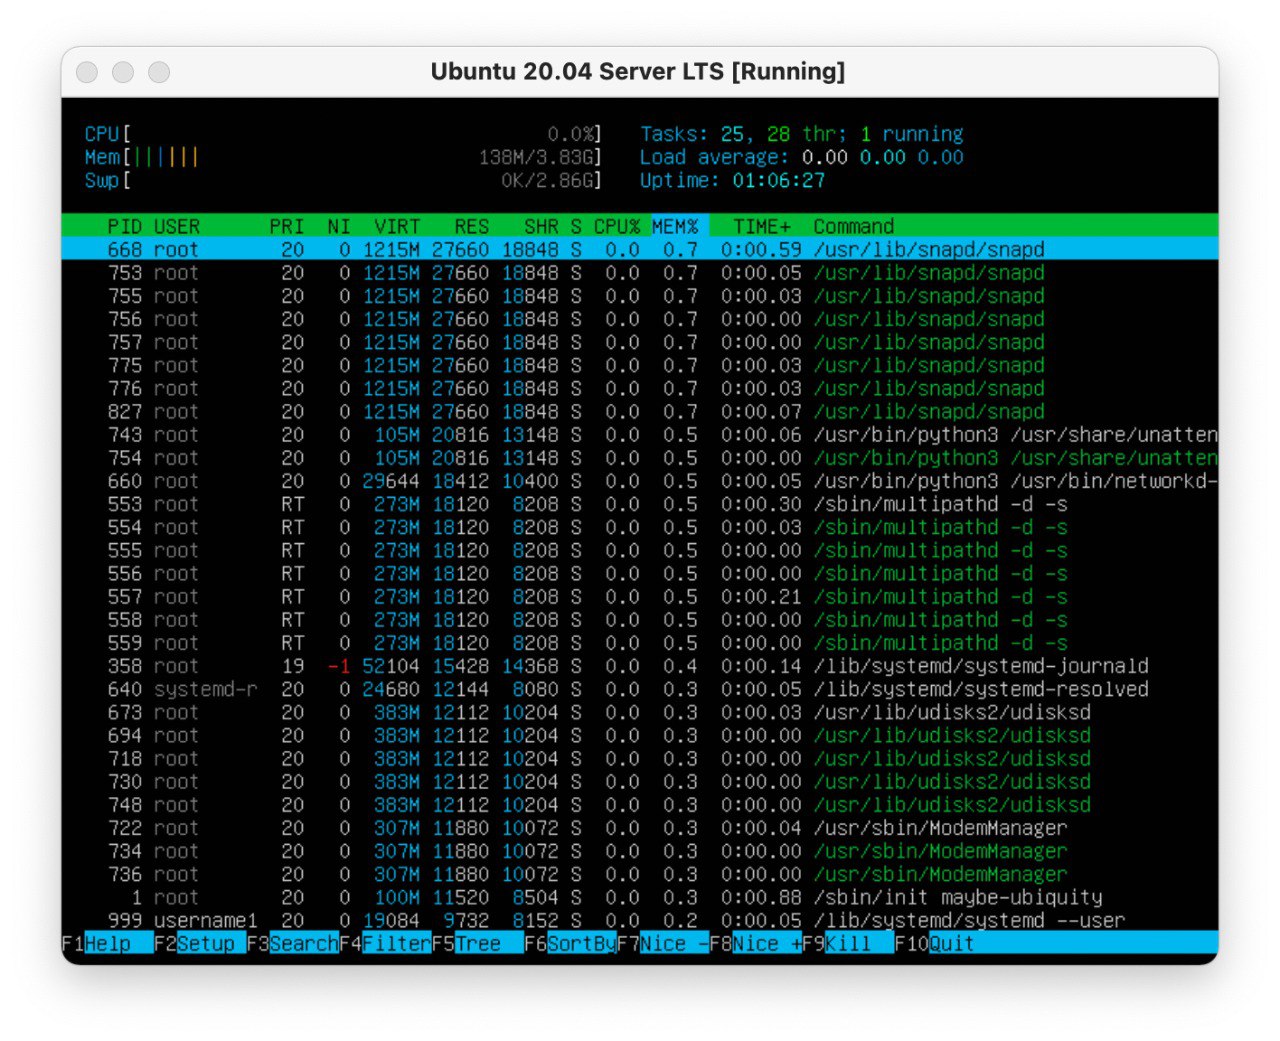 Ubuntu 20.04 Server LTS [Running]
CPU[ 0.0%] Tasks: 25, 28 thr; 1 running
Mem[|||||| 138M/3.83G] Load average: 0.00 0.00 0.00
Swp[ 0K/2.86G] Uptime: 01:06:27
PID USER PRI NI VIRT RES SHR S CPU% MEM% TIME+ Command
668 root 20 0 1215M 27660 18848 S 0.0 0.7 0:00.59 /usr/lib/snapd/snapd
753 root 20 0 1215M 27660 18848 S 0.0 0.7 0:00.05 /usr/lib/snapd/snapd
755 root 20 0 1215M 27660 18848 S 0.0 0.7 0:00.03 /usr/lib/snapd/snapd
756 root 20 0 1215M 27660 18848 S 0.0 0.7 0:00.00 /usr/lib/snapd/snapd
757 root 20 0 1215M 27660 18848 S 0.0 0.7 0:00.00 /usr/lib/snapd/snapd
775 root 20 0 1215M 27660 18848 S 0.0 0.7 0:00.03 /usr/lib/snapd/snapd
776 root 20 0 1215M 27660 18848 S 0.0 0.7 0:00.03 /usr/lib/snapd/snapd
827 root 20 0 1215M 27660 18848 S 0.0 0.7 0:00.07 /usr/lib/snapd/snapd
743 root 20 0 105M 20816 13148 S 0.0 0.5 0:00.06 /usr/bin/python3 /usr/share/unatten
754 root 20 0 105M 20816 13148 S 0.0 0.5 0:00.00 /usr/bin/python3 /usr/share/unatten
660 root 20 0 29644 18412 10400 S 0.0 0.5 0:00.05 /usr/bin/python3 /usr/bin/networkd-
553 root RT 0 273M 18120 8208 S 0.0 0.5 0:00.30 /sbin/multipathd -d -s
554 root RT 0 273M 18120 8208 S 0.0 0.5 0:00.03 /sbin/multipathd -d -s
555 root RT 0 273M 18120 8208 S 0.0 0.5 0:00.00 /sbin/multipathd -d -s
556 root RT 0 273M 18120 8208 S 0.0 0.5 0:00.00 /sbin/multipathd -d -s
557 root RT 0 273M 18120 8208 S 0.0 0.5 0:00.21 /sbin/multipathd -d -s
558 root RT 0 273M 18120 8208 S 0.0 0.5 0:00.00 /sbin/multipathd -d -s
559 root RT 0 273M 18120 8208 S 0.0 0.5 0:00.00 /sbin/multipathd -d -s
358 root 19 -1 52104 15428 14368 S 0.0 0.4 0:00.14 /lib/systemd/systemd-journald
640 systemd-r 20 0 24680 12144 8080 S 0.0 0.3 0:00.05 /lib/systemd/systemd-resolved
673 root 20 0 383M 12112 10204 S 0.0 0.3 0:00.03 /usr/lib/udisks2/udisksd
694 root 20 0 383M 12112 10204 S 0.0 0.3 0:00.00 /usr/lib/udisks2/udisksd
718 root 20 0 383M 12112 10204 S 0.0 0.3 0:00.00 /usr/lib/udisks2/udisksd
730 root 20 0 383M 12112 10204 S 0.0 0.3 0:00.00 /usr/lib/udisks2/udisksd
748 root 20 0 383M 12112 10204 S 0.0 0.3 0:00.00 /usr/lib/udisks2/udisksd
722 root 20 0 307M 11880 10072 S 0.0 0.3 0:00.04 /usr/sbin/ModemManager
734 root 20 0 307M 11880 10072 S 0.0 0.3 0:00.00 /usr/sbin/ModemManager
736 root 20 0 307M 11880 10072 S 0.0 0.3 0:00.00 /usr/sbin/ModemManager
1 root 20 0 100M 11520 8504 S 0.0 0.3 0:00.88 /sbin/init maybe-ubiquity
999 username1 20 0 19084 9732 8152 S 0.0 0.2 0:00.05 /lib/systemd/systemd --user
F1Help F2Setup F3SearchF4FilterF5Tree F6SortByF7Nice -F8Nice +F9Kill F10Quit